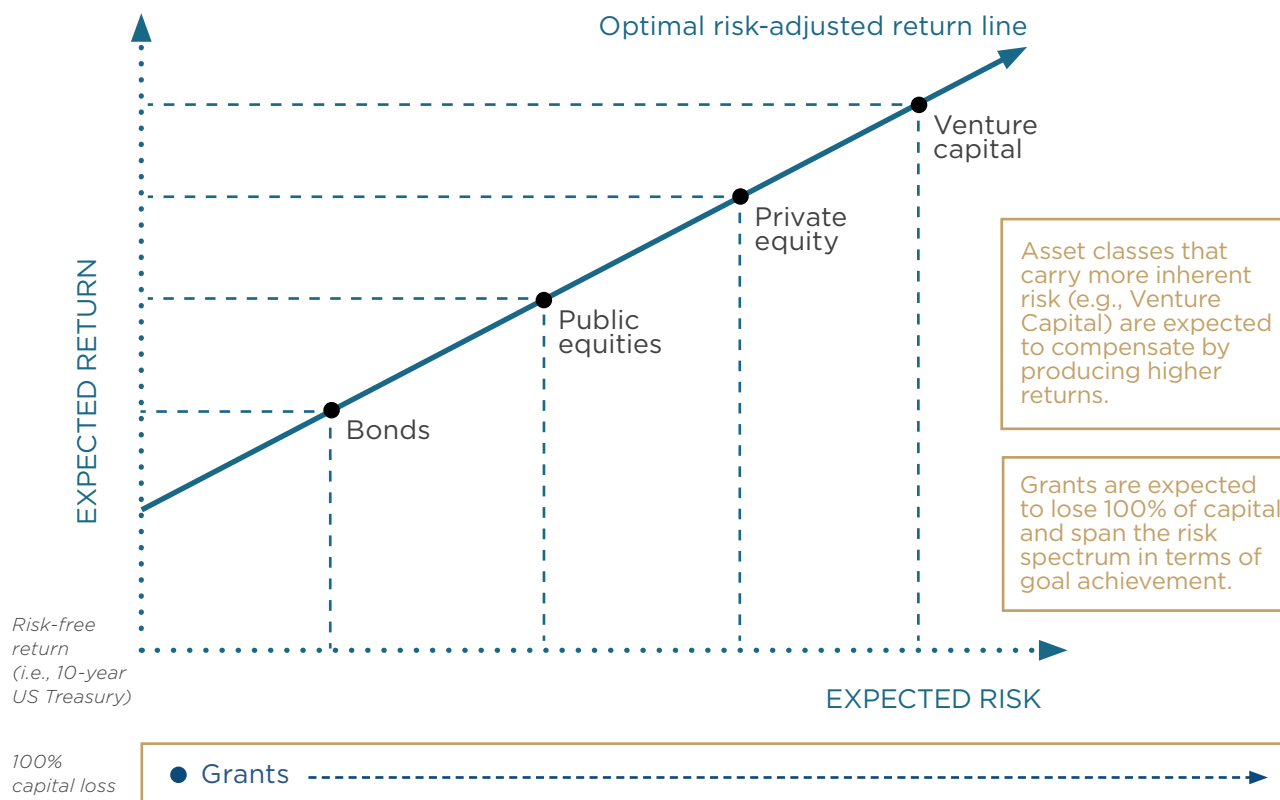 Optimal risk-adjusted return line
Venture
capital
Private
equity
Public
equities
Bonds
EXPECTED RETURN
Asset classes that
carry more inherent
risk (e.g., Venture
Capital) are expected
to compensate by
producing higher
returns.
Grants are expected
to lose 100% of capital
and span the risk
spectrum in terms of
goal achievement.
Risk-free
return
(i.e., 10-year
US Treasury)
EXPECTED RISK
100%
capital loss
Grants